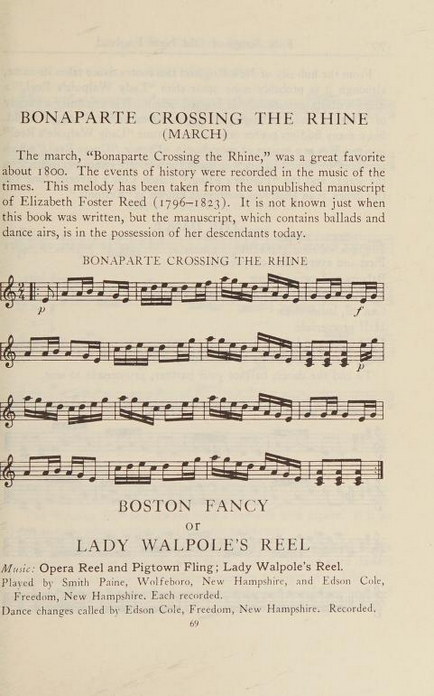 BONAPARTE CROSSING THE RHINE
(MARCH)
The march, “Bonaparte Crossing the Rhine,” was a great favorite
about 1800. The events of history were recorded in the music of the
times. This melody has been taken from the unpublished manuscript
of Elizabeth Foster Reed (1796–1823). It is not known just when
this book was written, but the manuscript, which contains ballads and
dance airs, is in the possession of her descendants today.
BONAPARTE CROSSING THE RHINE
2
4
p
f
p
BOSTON FANCY
or
LADY WALPOLE'S REEL
Music: Opera Reel and Pigtown Fling; Lady Walpole's Reel.
Played by Smith Paine, Wolfeboro, New Hampshire, and Edson Cole,
Freedom, New Hampshire. Each recorded.
Dance changes called by Edson Cole, Freedom, New Hampshire. Recorded.
69